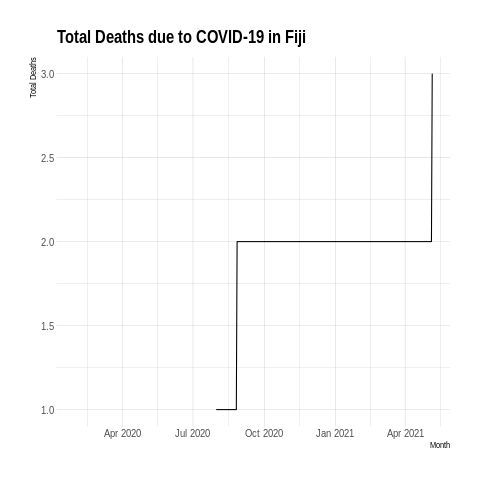 Total Deaths due to COVID-19 in Fiji
Total Deaths
3.0
2.5
2.0
1.5
1.0
Apr 2020 Jul 2020 Oct 2020 Jan 2021 Apr 2021
Month